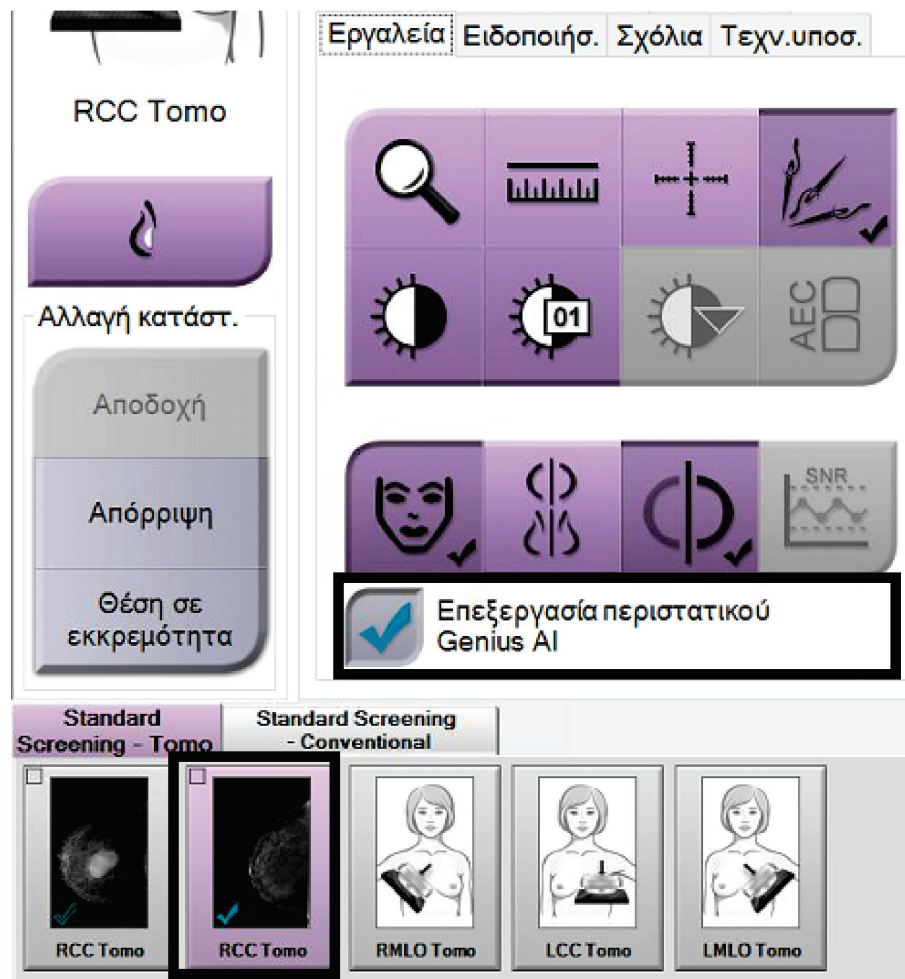 RCC Tomo
Αλλαγή κατάστ.
Αποδοχή
Απόρριψη
Θέση σε
εκκρεμότητα
Εργαλεία Ειδοποιήσ. Σχόλια Τεχν.υποσ.
01
AEC
SNR
Επεξεργασία περιστατικού
Genius AI
Standard
Screening - Tomo
Standard Screening
- Conventional
RCC Tomo
RCC Tomo
RMLO Tomo
LCC Tomo
LMLO Tomo